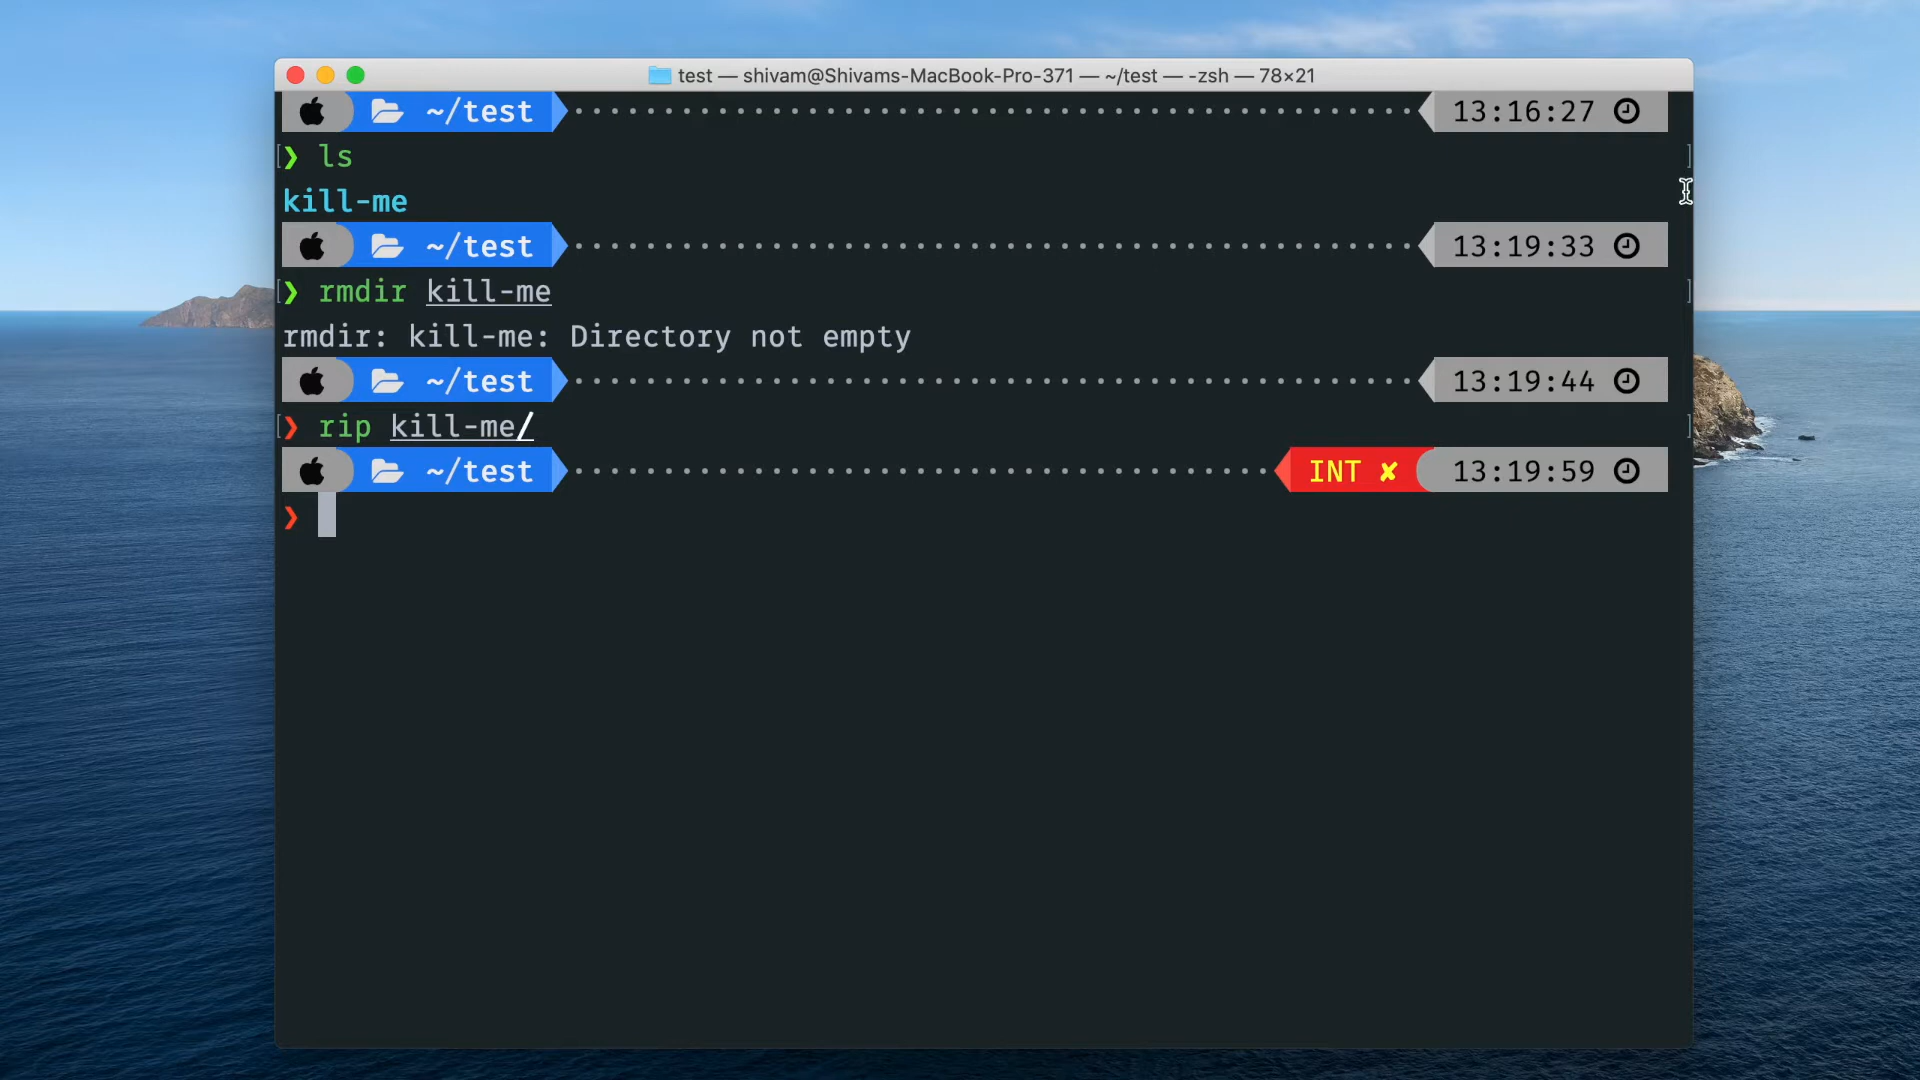 test — shivam@Shivams-MacBook-Pro-371 — ~/test — -zsh — 78×21
~/test 13:16:27
❯ ls
kill-me
~/test 13:19:33
❯ rmdir kill-me
rmdir: kill-me: Directory not empty
~/test 13:19:44
❯ rip kill-me/
~/test INT ✘ 13:19:59
❯